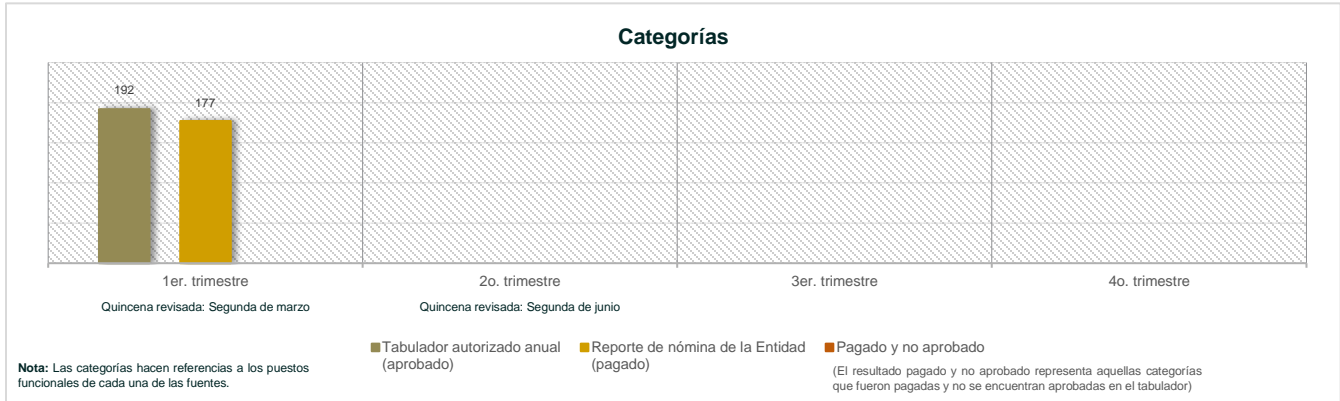 Categorías
192
177
1er. trimestre
2o. trimestre
3er. trimestre
4o. trimestre
Quincena revisada: Segunda de marzo
Quincena revisada: Segunda de junio
Tabulador autorizado anual
(aprobado)
Reporte de nómina de la Entidad
(pagado)
Pagado y no aprobado
(El resultado pagado y no aprobado representa aquellas categorías
que fueron pagadas y no se encuentran aprobadas en el tabulador)
Nota: Las categorías hacen referencias a los puestos
funcionales de cada una de las fuentes.